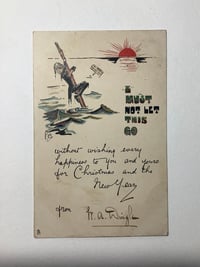 I
MUST
NOT LET
THIS
GO
without wishing every
happiness to You and yours
for Christmas and the
New Year
from